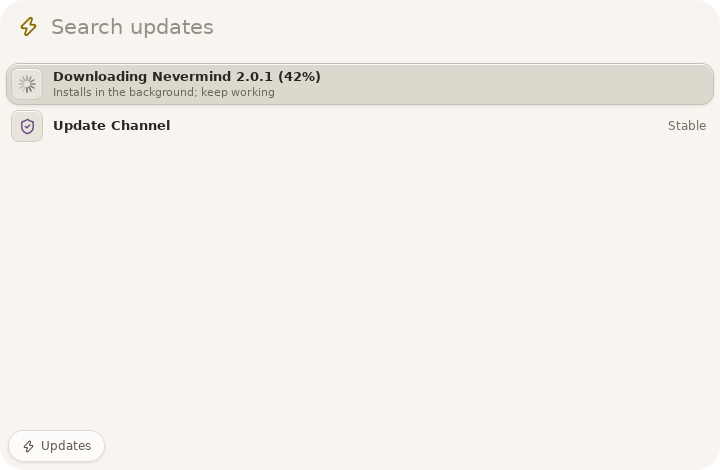 Search updates
Downloading Nevermind 2.0.1 (42%)
Installs in the background; keep working
Update Channel
Stable
Updates